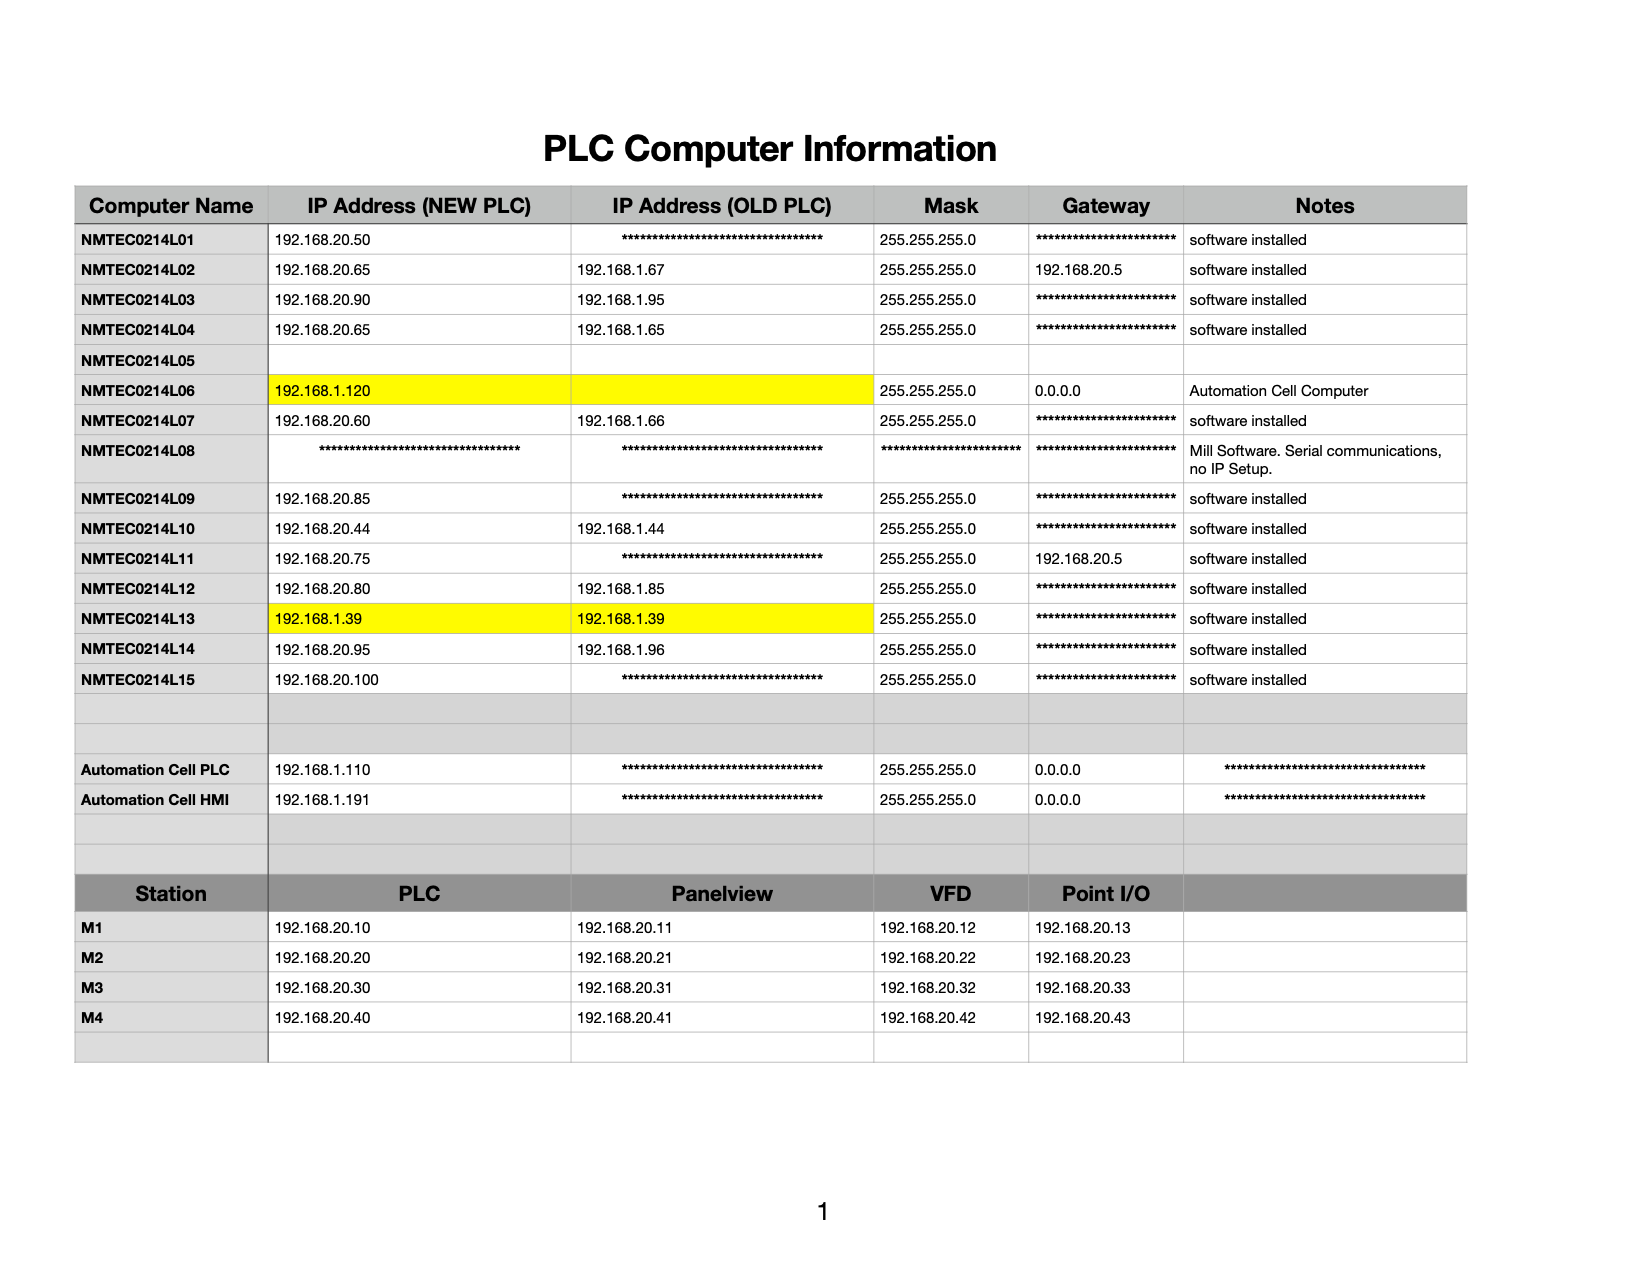 PLC Computer Information
Computer Name IP Address (NEW PLC) IP Address (OLD PLC) Mask Gateway Notes
NMTEC0214L01 192.168.20.50 ********************************* 255.255.255.0 *********************** software installed
NMTEC0214L02 192.168.20.65 192.168.1.67 255.255.255.0 192.168.20.5 software installed
NMTEC0214L03 192.168.20.90 192.168.1.95 255.255.255.0 *********************** software installed
NMTEC0214L04 192.168.20.65 192.168.1.65 255.255.255.0 *********************** software installed
NMTEC0214L05
NMTEC0214L06 192.168.1.120 255.255.255.0 0.0.0.0 Automation Cell Computer
NMTEC0214L07 192.168.20.60 192.168.1.66 255.255.255.0 *********************** software installed
NMTEC0214L08 ********************************* ********************************* *********************** *********************** Mill Software. Serial communications,
no IP Setup.
NMTEC0214L09 192.168.20.85 ********************************* 255.255.255.0 *********************** software installed
NMTEC0214L10 192.168.20.44 192.168.1.44 255.255.255.0 *********************** software installed
NMTEC0214L11 192.168.20.75 ********************************* 255.255.255.0 192.168.20.5 software installed
NMTEC0214L12 192.168.20.80 192.168.1.85 255.255.255.0 *********************** software installed
NMTEC0214L13 192.168.1.39 192.168.1.39 255.255.255.0 *********************** software installed
NMTEC0214L14 192.168.20.95 192.168.1.96 255.255.255.0 *********************** software installed
NMTEC0214L15 192.168.20.100 ********************************* 255.255.255.0 *********************** software installed
Automation Cell PLC 192.168.1.110 ********************************* 255.255.255.0 0.0.0.0 *********************************
Automation Cell HMI 192.168.1.191 ********************************* 255.255.255.0 0.0.0.0 *********************************
Station PLC Panelview VFD Point I/O
M1 192.168.20.10 192.168.20.11 192.168.20.12 192.168.20.13
M2 192.168.20.20 192.168.20.21 192.168.20.22 192.168.20.23
M3 192.168.20.30 192.168.20.31 192.168.20.32 192.168.20.33
M4 192.168.20.40 192.168.20.41 192.168.20.42 192.168.20.43
1